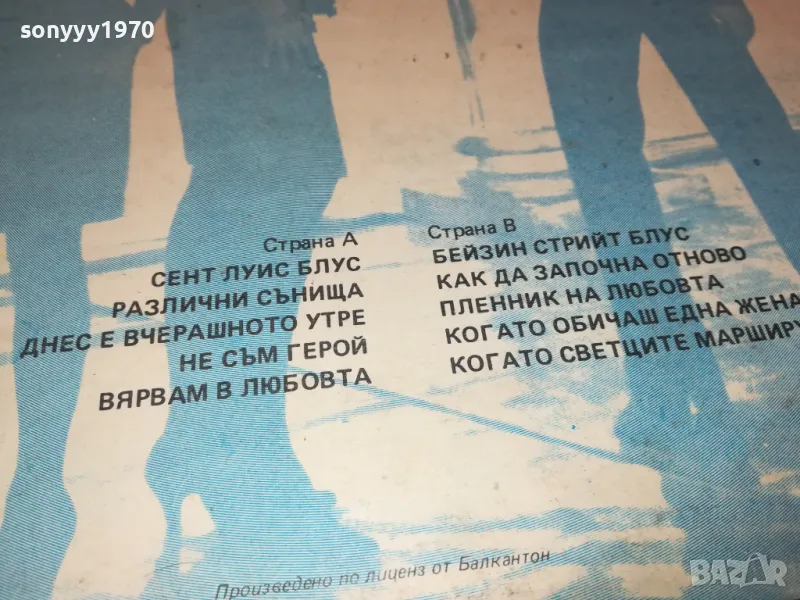 sonyyy1970
Страна А
СЕНТ ЛУИС БЛУС
РАЗЛИЧНИ СЪНИЩА
ДНЕС Е ВЧЕРАШНОТО УТРЕ
НЕ СЪМ ГЕРОЙ
ВЯРВАМ В ЛЮБОВТА
Страна В
БЕЙЗИН СТРИЙТ БЛУС
КАК ДА ЗАПОЧНА ОТНОВО
ПЛЕННИК НА ЛЮБОВТА
КОГАТО ОБИЧАШ ЕДНА ЖЕНА
КОГАТО СВЕТЦИТЕ МАРШИРУ
Произведено по лиценз от Балкантон
BAZAR